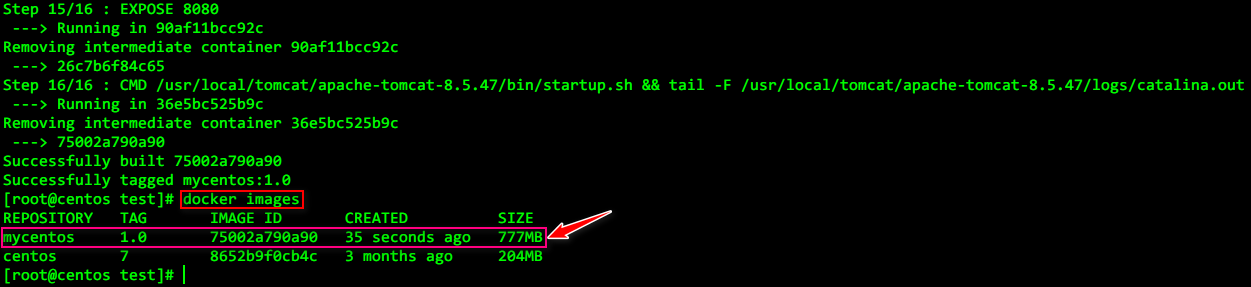 Step 15/16 : EXPOSE 8080
 ---> Running in 90af11bcc92c
Removing intermediate container 90af11bcc92c
 ---> 26c7b6f84c65
Step 16/16 : CMD /usr/local/tomcat/apache-tomcat-8.5.47/bin/startup.sh && tail -F /usr/local/tomcat/apache-tomcat-8.5.47/logs/catalina.out
 ---> Running in 36e5bc525b9c
Removing intermediate container 36e5bc525b9c
 ---> 75002a790a90
Successfully built 75002a790a90
Successfully tagged mycentos:1.0
[root@centos test]# docker images
REPOSITORY   TAG       IMAGE ID       CREATED          SIZE
mycentos     1.0       75002a790a90   35 seconds ago   777MB
centos       7         8652b9f0cb4c   3 months ago     204MB
[root@centos test]#